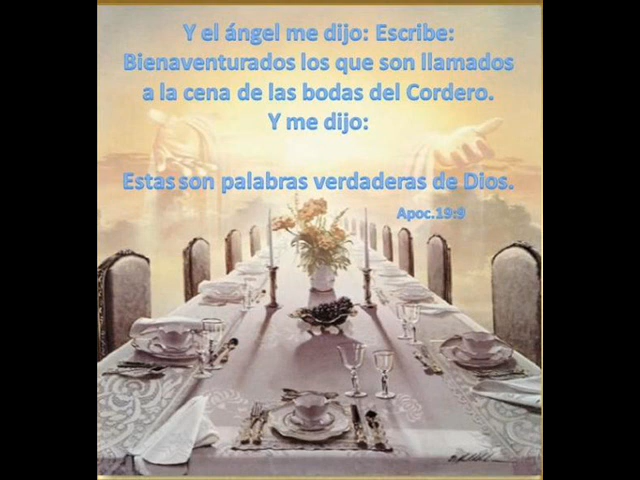 Y el ángel me dijo: Escribe:
Bienaventurados los que son llamados
a la cena de las bodas del Cordero.
Y me dijo:
Estas son palabras verdaderas de Dios.
Apoc.19:9